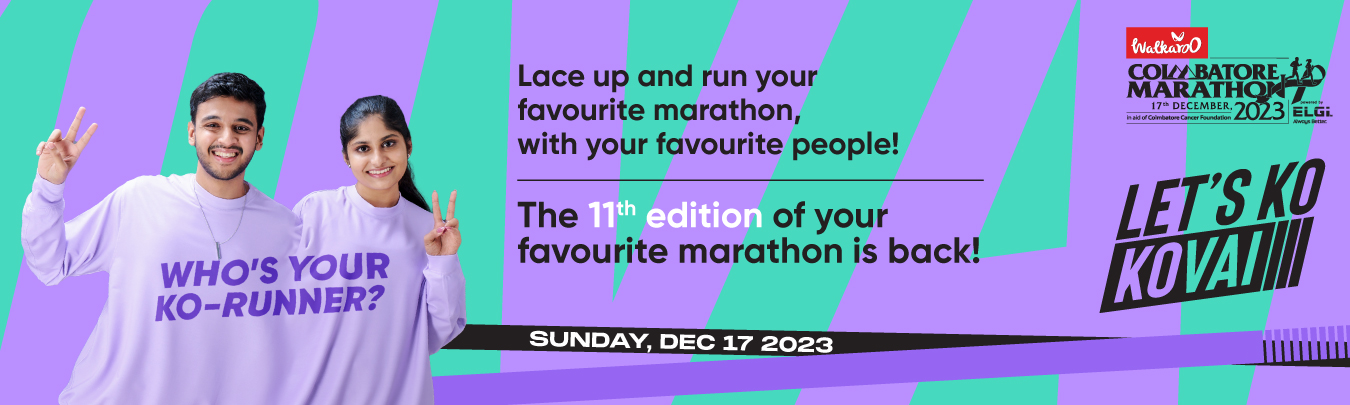 WHO'S YOUR
KO-RUNNER?
Lace up and run your
favourite marathon,
with your favourite people!
The 11th edition of your
favourite marathon is back!
SUNDAY, DEC 17 2023
Walkaroo
COIMBATORE
MARATHON
17th DECEMBER, 2023
in aid of Coimbatore Cancer Foundation
powered by
ELGi
Always Better.
LET'S KO
KOVAI